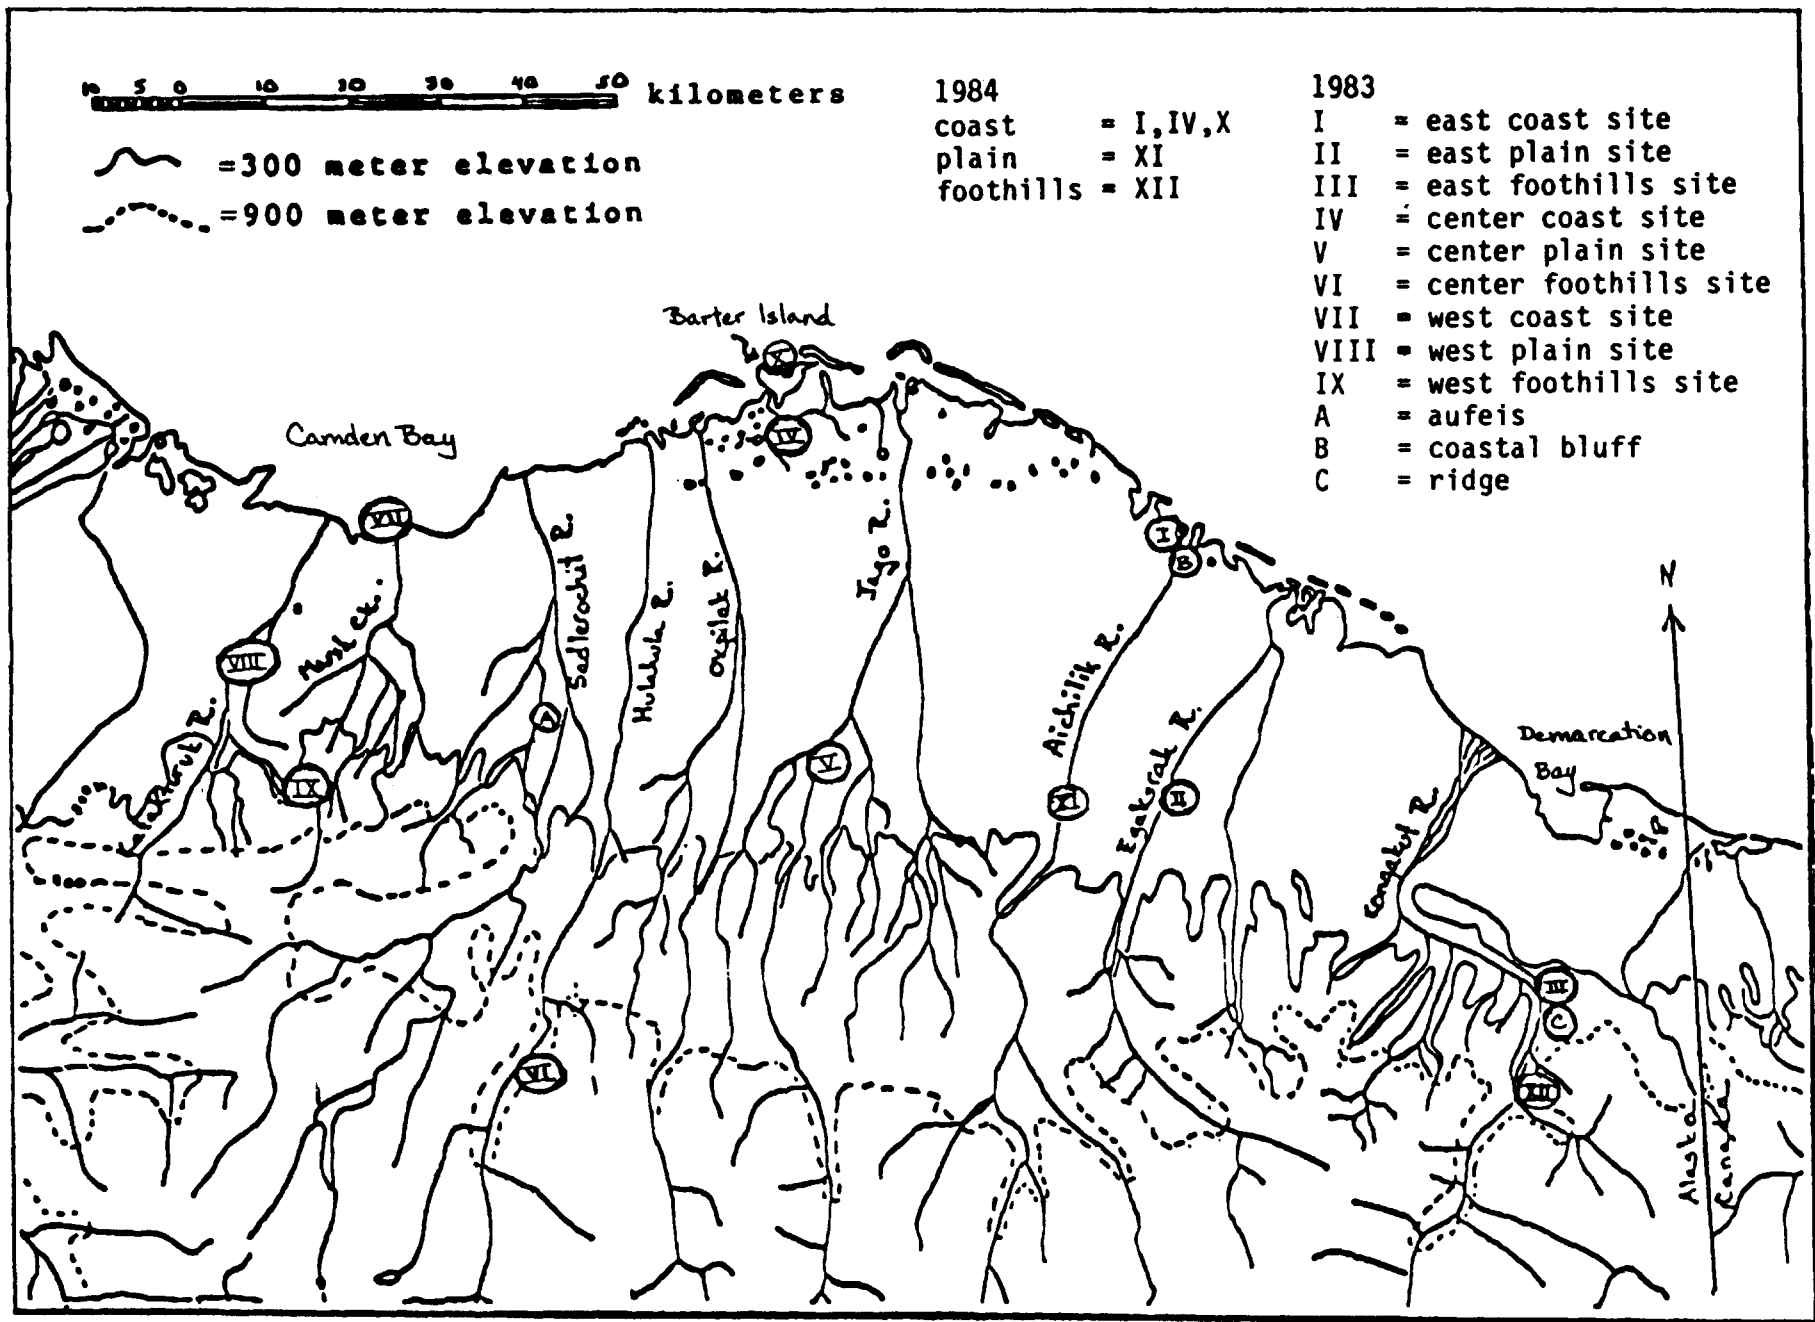 10 5 0 10 20 30 40 50 kilometers
=300 meter elevation
=900 meter elevation
1984
coast = I,IV,X
plain = XI
foothills = XII
1983
I = east coast site
II = east plain site
III = east foothills site
IV = center coast site
V = center plain site
VI = center foothills site
VII = west coast site
VIII = west plain site
IX = west foothills site
A = aufeis
B = coastal bluff
C = ridge
Barter Island
X
Camden Bay
IV
VII
I
B
N
Sadlerochit R.
Hulahula R.
Okpilak R.
Jago R.
Marsh Ck.
VIII
Aichilik R.
A
Egaksrak R.
Demarcation
Bay
V
IX
XI
II
Kongakut R.
III
C
VI
XII
Alaska
Canada